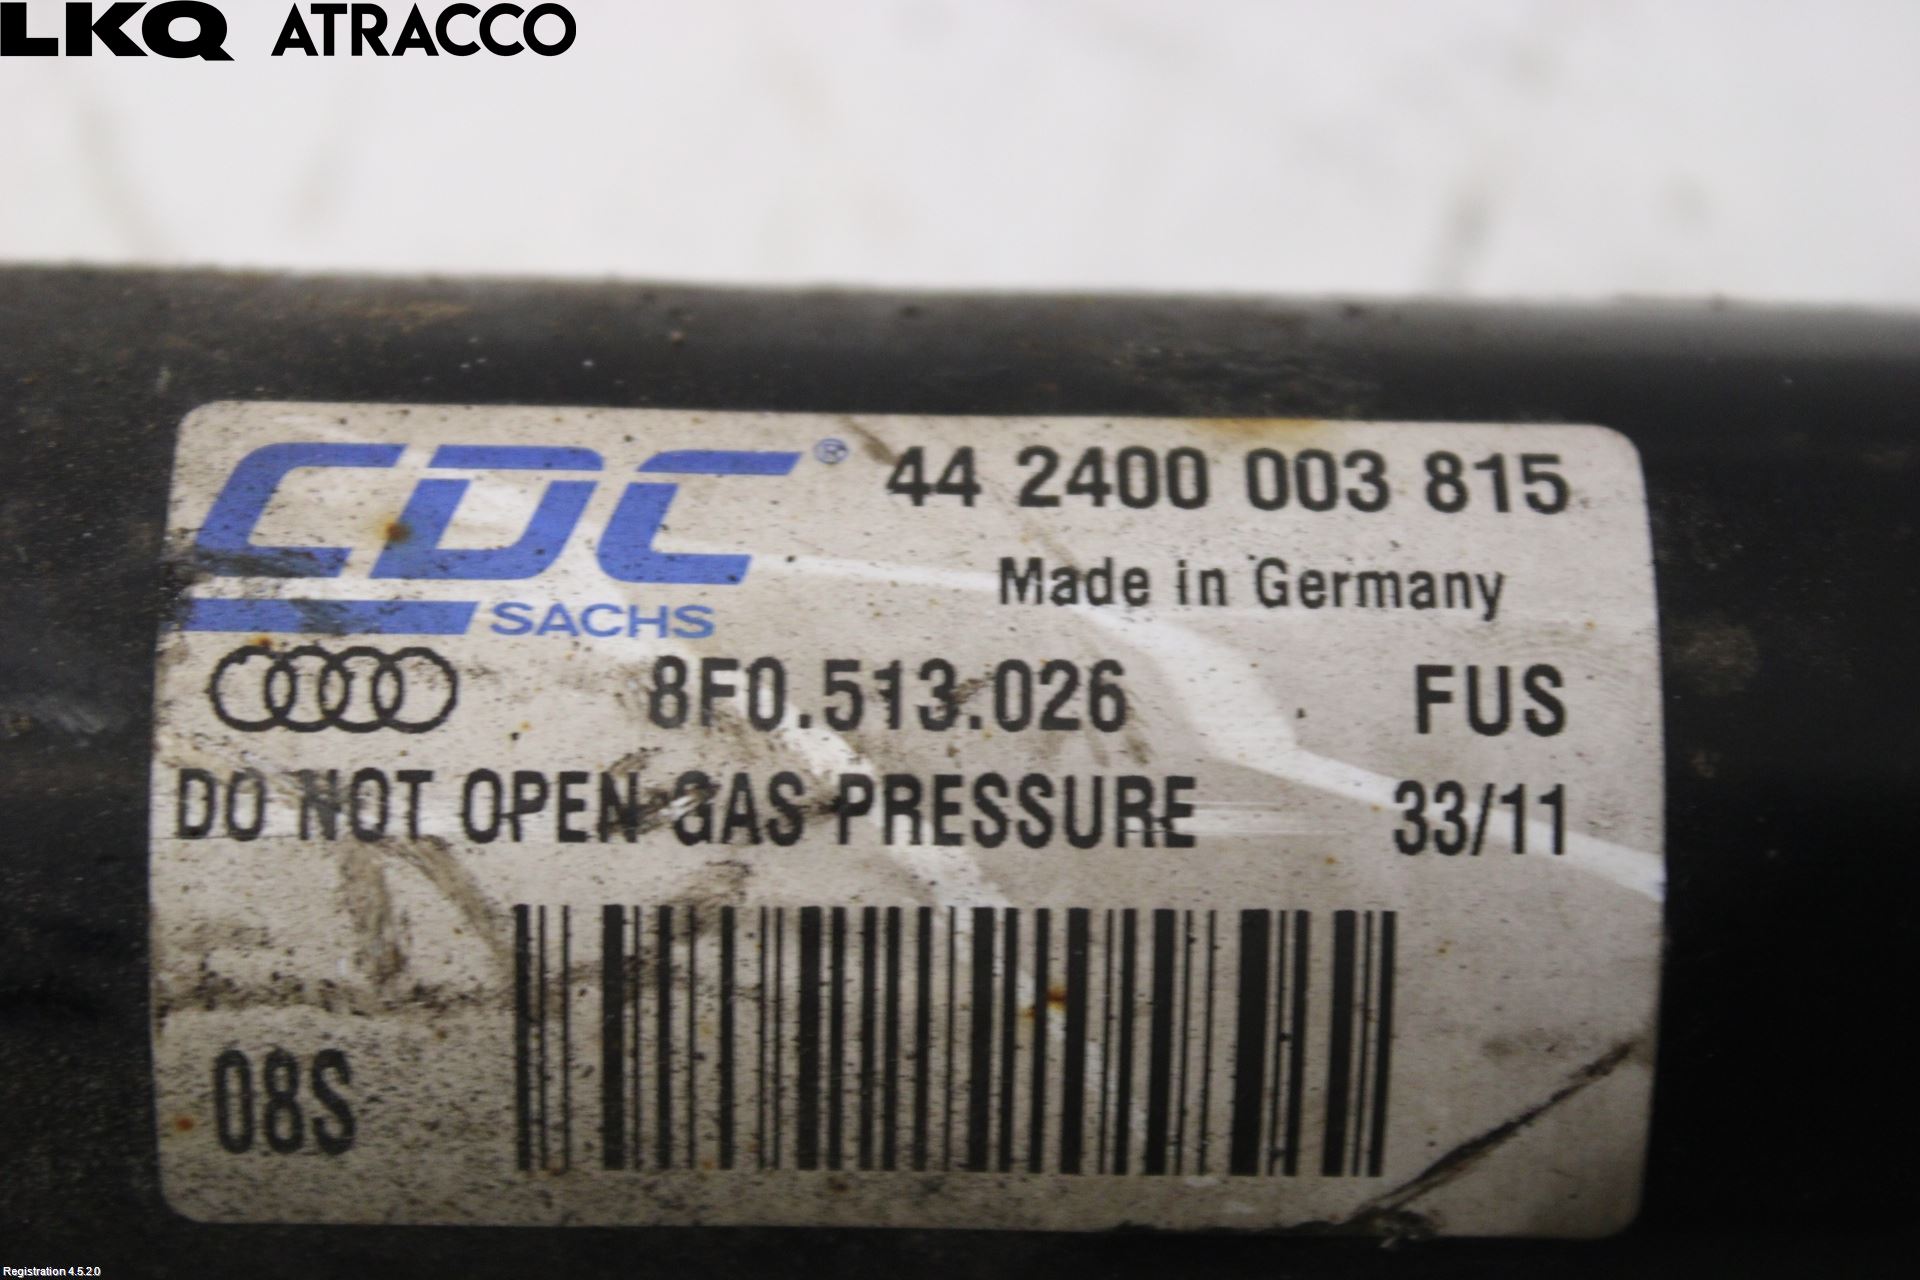 LKQ ATRACCO
CDC® 44 2400 003 815
Made in Germany
SACHS
8F0.513.026 FUS
DO NOT OPEN GAS PRESSURE 33/11
08S
Registration 4.5.2.0